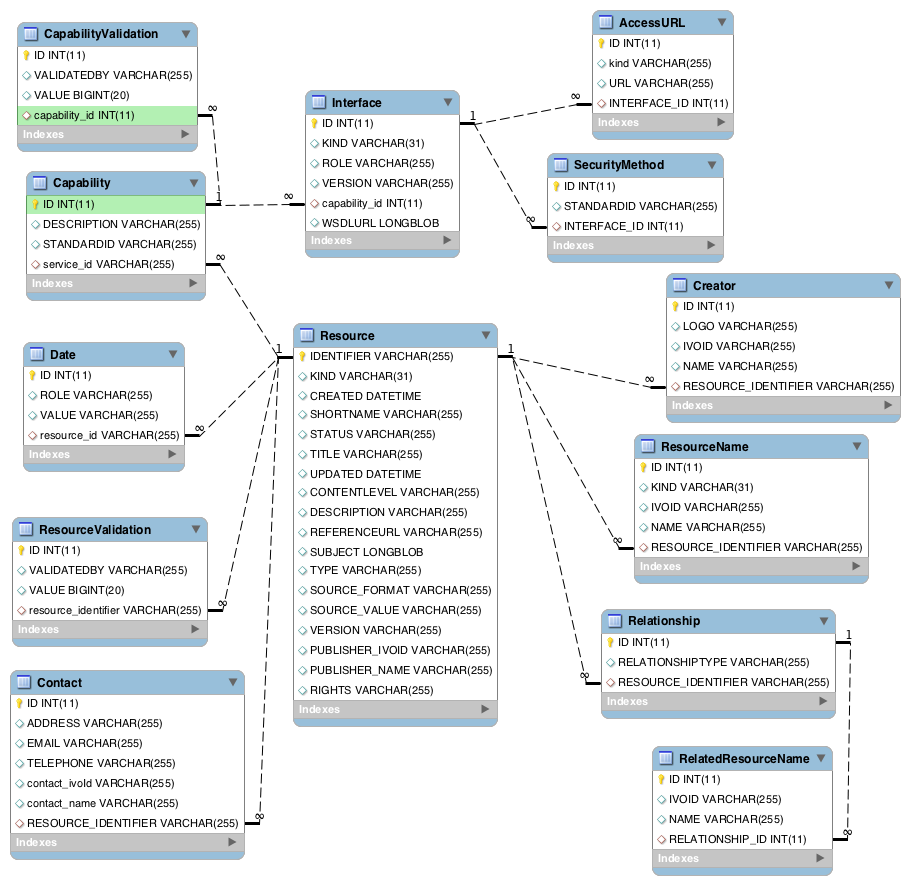 CapabilityValidation
ID INT(11)
VALIDATEDBY VARCHAR(255)
VALUE BIGINT(20)
capability_id INT(11)
Indexes
∞
Capability
ID INT(11)
DESCRIPTION VARCHAR(255)
STANDARDID VARCHAR(255)
service_id VARCHAR(255)
Indexes
1
∞
∞
Interface
ID INT(11)
KIND VARCHAR(31)
ROLE VARCHAR(255)
VERSION VARCHAR(255)
capability_id INT(11)
WSDLURL LONGBLOB
Indexes
1
∞
∞
AccessURL
ID INT(11)
kind VARCHAR(255)
URL VARCHAR(255)
INTERFACE_ID INT(11)
Indexes
SecurityMethod
ID INT(11)
STANDARDID VARCHAR(255)
INTERFACE_ID INT(11)
Indexes
Date
ID INT(11)
ROLE VARCHAR(255)
VALUE VARCHAR(255)
resource_id VARCHAR(255)
Indexes
∞
ResourceValidation
ID INT(11)
VALIDATEDBY VARCHAR(255)
VALUE BIGINT(20)
resource_identifier VARCHAR(255)
Indexes
∞
Contact
ID INT(11)
ADDRESS VARCHAR(255)
EMAIL VARCHAR(255)
TELEPHONE VARCHAR(255)
contact_ivoId VARCHAR(255)
contact_name VARCHAR(255)
RESOURCE_IDENTIFIER VARCHAR(255)
Indexes
∞
1
Resource
IDENTIFIER VARCHAR(255)
KIND VARCHAR(31)
CREATED DATETIME
SHORTNAME VARCHAR(255)
STATUS VARCHAR(255)
TITLE VARCHAR(255)
UPDATED DATETIME
CONTENTLEVEL VARCHAR(255)
DESCRIPTION VARCHAR(255)
REFERENCEURL VARCHAR(255)
SUBJECT LONGBLOB
TYPE VARCHAR(255)
SOURCE_FORMAT VARCHAR(255)
SOURCE_VALUE VARCHAR(255)
VERSION VARCHAR(255)
PUBLISHER_IVOID VARCHAR(255)
PUBLISHER_NAME VARCHAR(255)
RIGHTS VARCHAR(255)
Indexes
1
∞
∞
∞
Creator
ID INT(11)
LOGO VARCHAR(255)
IVOID VARCHAR(255)
NAME VARCHAR(255)
RESOURCE_IDENTIFIER VARCHAR(255)
Indexes
ResourceName
ID INT(11)
KIND VARCHAR(31)
IVOID VARCHAR(255)
NAME VARCHAR(255)
RESOURCE_IDENTIFIER VARCHAR(255)
Indexes
Relationship
ID INT(11)
RELATIONSHIPTYPE VARCHAR(255)
RESOURCE_IDENTIFIER VARCHAR(255)
Indexes
1
RelatedResourceName
ID INT(11)
IVOID VARCHAR(255)
NAME VARCHAR(255)
RELATIONSHIP_ID INT(11)
Indexes
∞